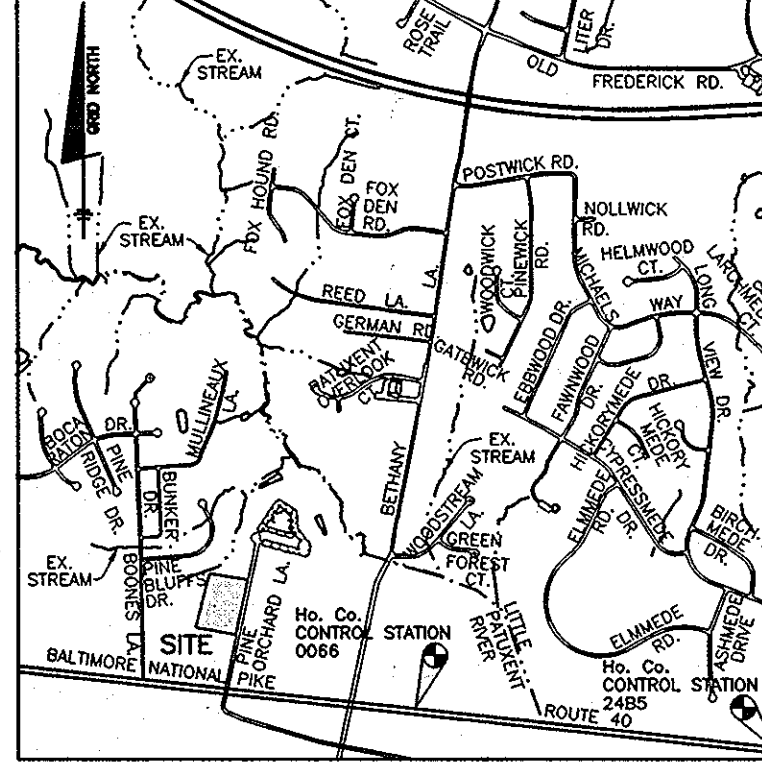 ROSE
TRAIL
LITER
DR.
OLD
FREDERICK RD.
EX.
STREAM
GRID NORTH
FOX HOUND RD.
FOX DEN CT.
FOX
DEN
RD.
POSTWICK RD.
NOLLWICK
RD.
EX.
STREAM
HELMWOOD
CT.
LONG VIEW DR.
WOODWICK
CT.
PINEWICK
RD.
MICHAELS WAY
REED LA.
GERMAN RD.
GATEWICK
RD.
EBBWOOD DR.
FAWNWOOD
DR.
PATUXENT
OVERLOOK
CT.
BETHANY LA.
MULLINEAUX
LA.
BOCA
RATON DR.
PINE
RIDGE DR.
BUNKER
DR.
HICKORYMEDE DR.
HICKORY
MEDE
CT.
CYPRESSMEDE
DR.
EX.
STREAM
ELMMEDE
RD.
BIRCH-
MEDE
DR.
WOODSTREAM
LA.
GREEN
FOREST
CT.
EX.
STREAM
PINE
BLUFFS
DR.
BOONES LA.
SITE
PINE
ORCHARD LA.
Ho. Co.
CONTROL STATION
0066
LITTLE
PATUXENT
RIVER
ELMMEDE
RD.
ASHMEDE
DRIVE
Ho. Co.
CONTROL STATION
24B5
BALTIMORE NATIONAL PIKE
ROUTE 40